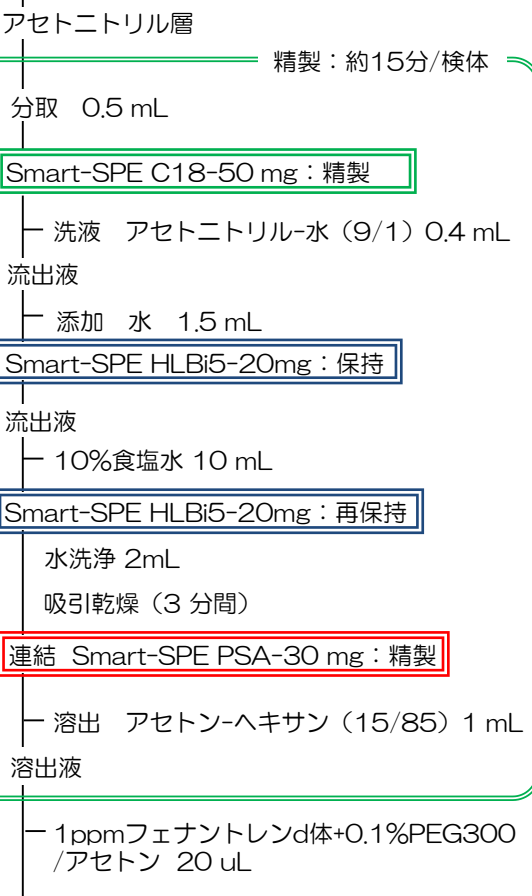 アセトニトリル層
精製：約15分/検体
分取　0.5 mL
Smart-SPE C18-50 mg：精製
洗液　アセトニトリル-水（9/1）0.4 mL
流出液
添加　水　1.5 mL
Smart-SPE HLBi5-20mg：保持
流出液
10%食塩水 10 mL
Smart-SPE HLBi5-20mg：再保持
水洗浄 2mL
吸引乾燥（3 分間）
連結 Smart-SPE PSA-30 mg：精製
溶出　アセトン-ヘキサン（15/85）1 mL
溶出液
1ppmフェナントレンd体+0.1%PEG300
/アセトン 20 uL